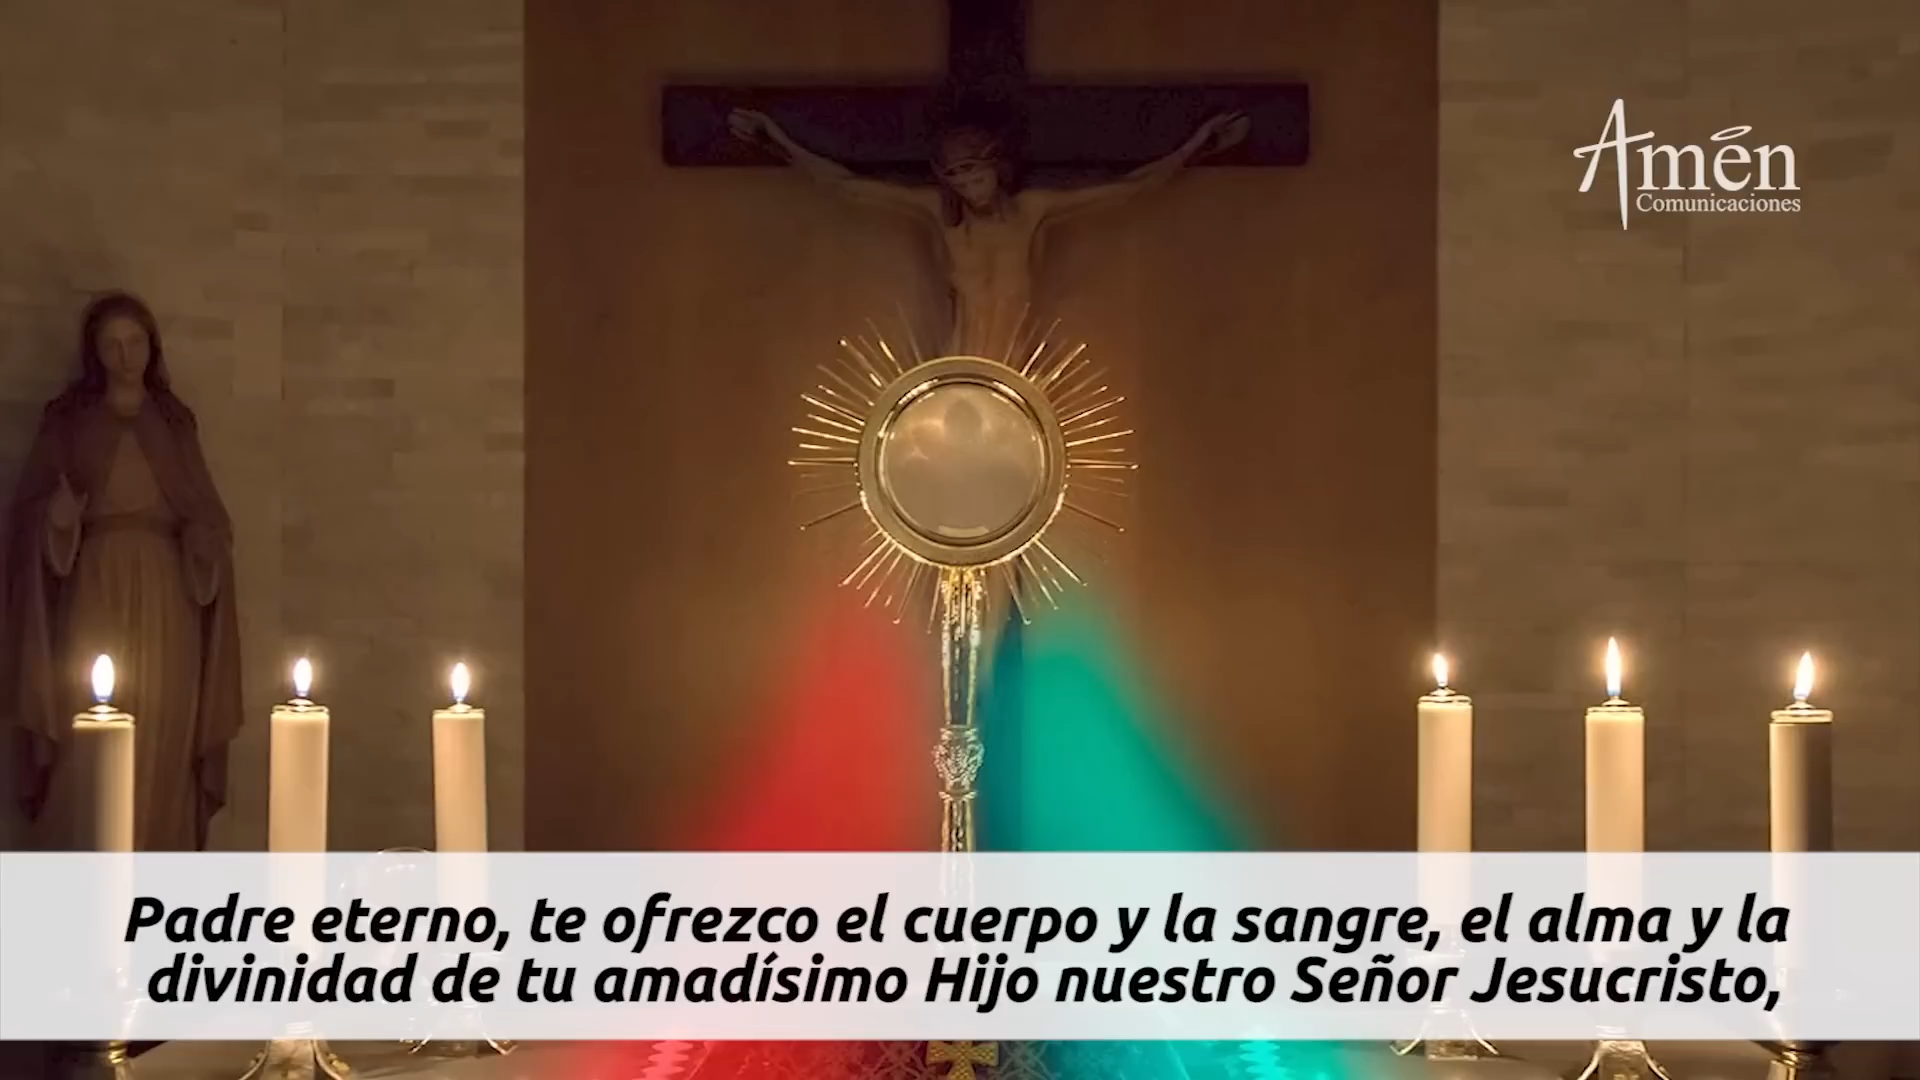 Amén
Comunicaciones
Padre eterno, te ofrezco el cuerpo y la sangre, el alma y la
divinidad de tu amadísimo Hijo nuestro Señor Jesucristo,